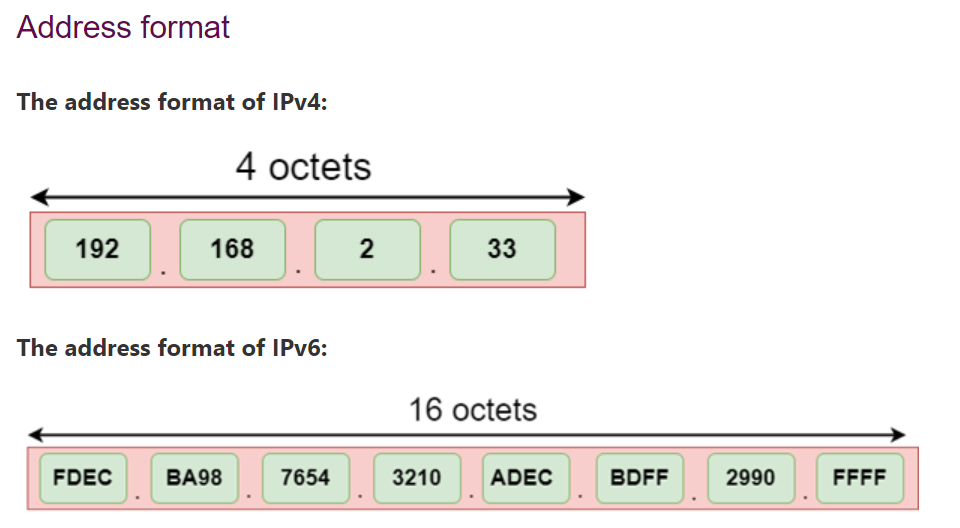 Address format
The address format of IPv4:
4 octets
192 . 168 . 2 . 33
The address format of IPv6:
16 octets
FDEC . BA98 . 7654 . 3210 . ADEC . BDFF . 2990 . FFFF